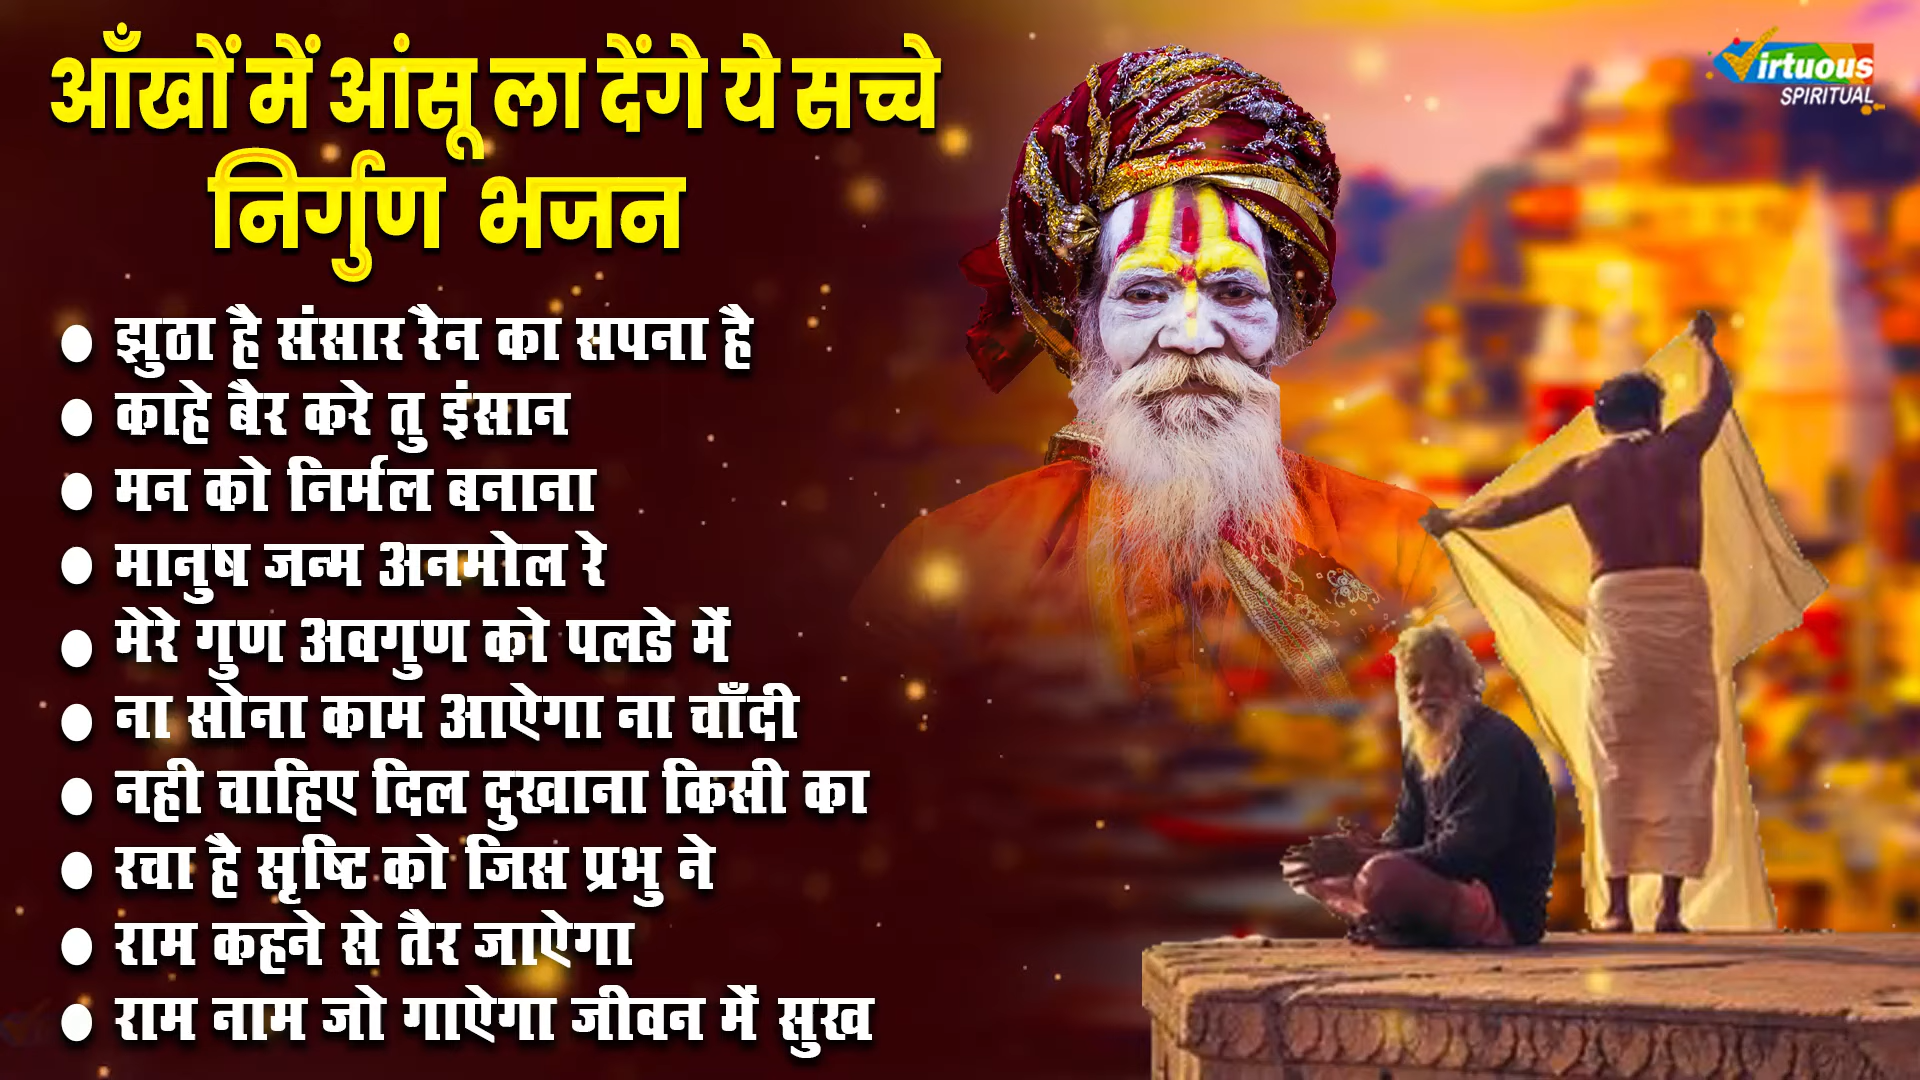 आँखों में आंसू ला देंगे ये सच्चे
निर्गुण भजन
Virtuous
SPIRITUAL
• झुठा है संसार रैन का सपना है
• काहे बैर करे तु इंसान
• मन को निर्मल बनाना
• मानुष जन्म अनमोल रे
• मेरे गुण अवगुण को पलडे में
• ना सोना काम आऐगा ना चाँदी
• नही चाहिए दिल दुखाना किसी का
• रचा है सृष्टि को जिस प्रभु ने
• राम कहने से तैर जाऐगा
• राम नाम जो गाऐगा जीवन में सुख